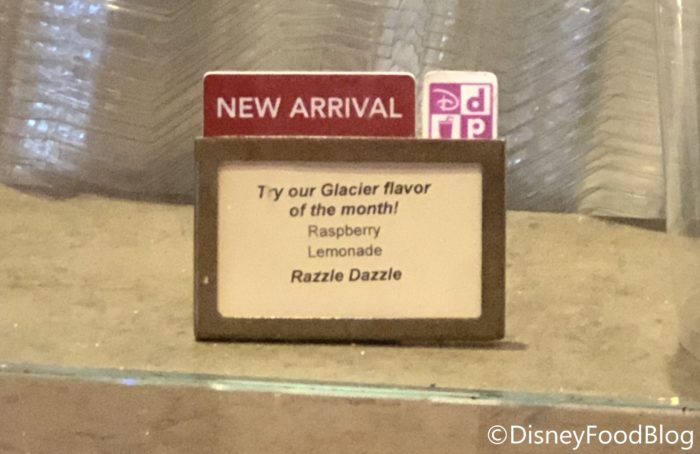 NEW ARRIVAL
D d
p
Try our Glacier flavor
of the month!
Raspberry
Lemonade
Razzle Dazzle
©DisneyFoodBlog